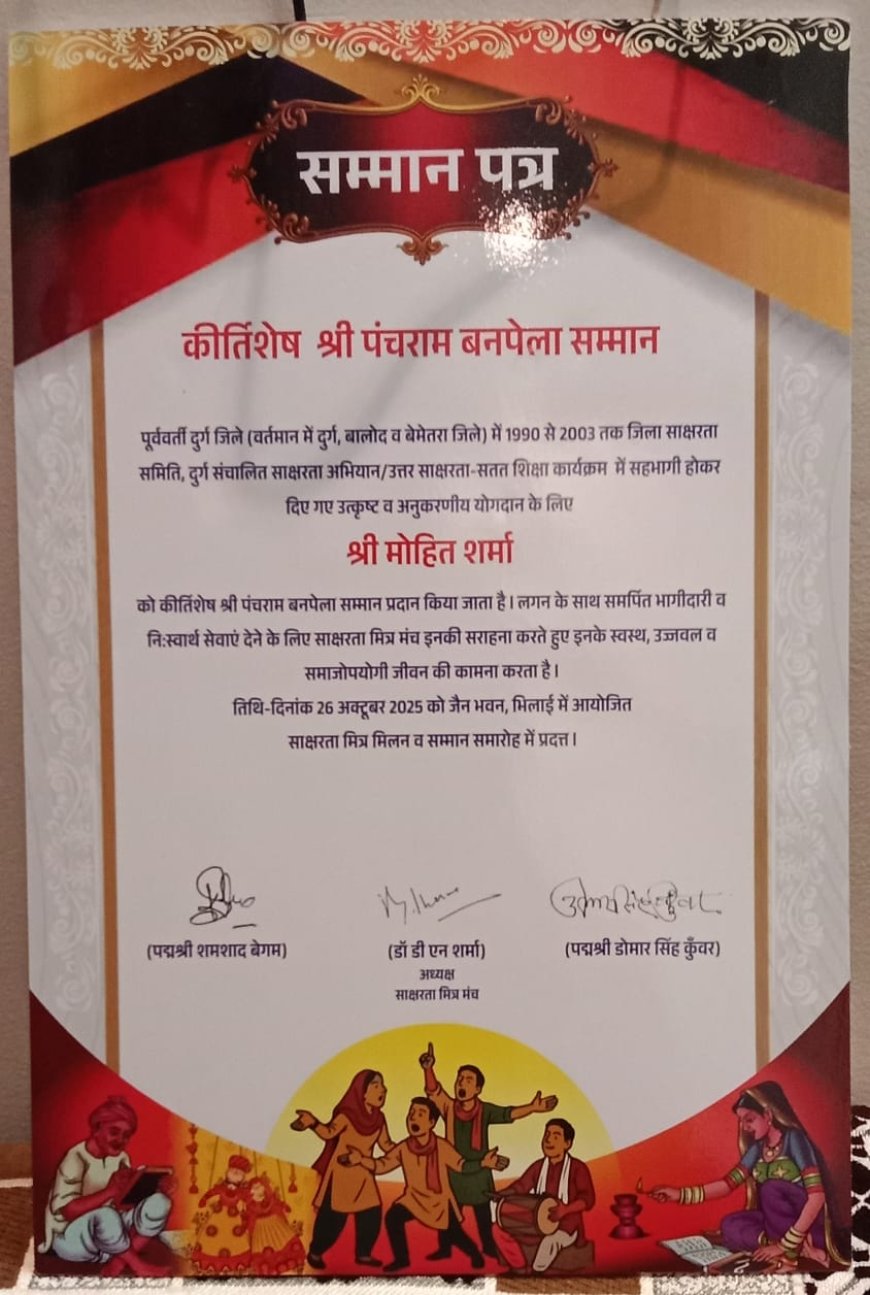 सम्मान पत्र
कीर्तिशेष श्री पंचराम बनपेला सम्मान
पूर्ववर्ती दुर्ग जिले (वर्तमान में दुर्ग, बालोद व बेमेतरा जिले) में 1990 से 2003 तक जिला साक्षरता
समिति, दुर्ग संचालित साक्षरता अभियान/उत्तर साक्षरता-सतत शिक्षा कार्यक्रम में सहभागी होकर
दिए गए उत्कृष्ट व अनुकरणीय योगदान के लिए
श्री मोहित शर्मा
को कीर्तिशेष श्री पंचराम बनपेला सम्मान प्रदान किया जाता है। लगन के साथ समर्पित भागीदारी व
नि:स्वार्थ सेवाएं देने के लिए साक्षरता मित्र मंच इनकी सराहना करते हुए इनके स्वस्थ, उज्जवल व
समाजोपयोगी जीवन की कामना करता है।
तिथि-दिनांक 26 अक्टूबर 2025 को जैन भवन, भिलाई में आयोजित
साक्षरता मित्र मिलन व सम्मान समारोह में प्रदत्त।
(पद्मश्री शमशाद बेगम) (डॉ डी एन शर्मा) (पद्मश्री डोमार सिंह कुँवर)
अध्यक्ष
साक्षरता मित्र मंच